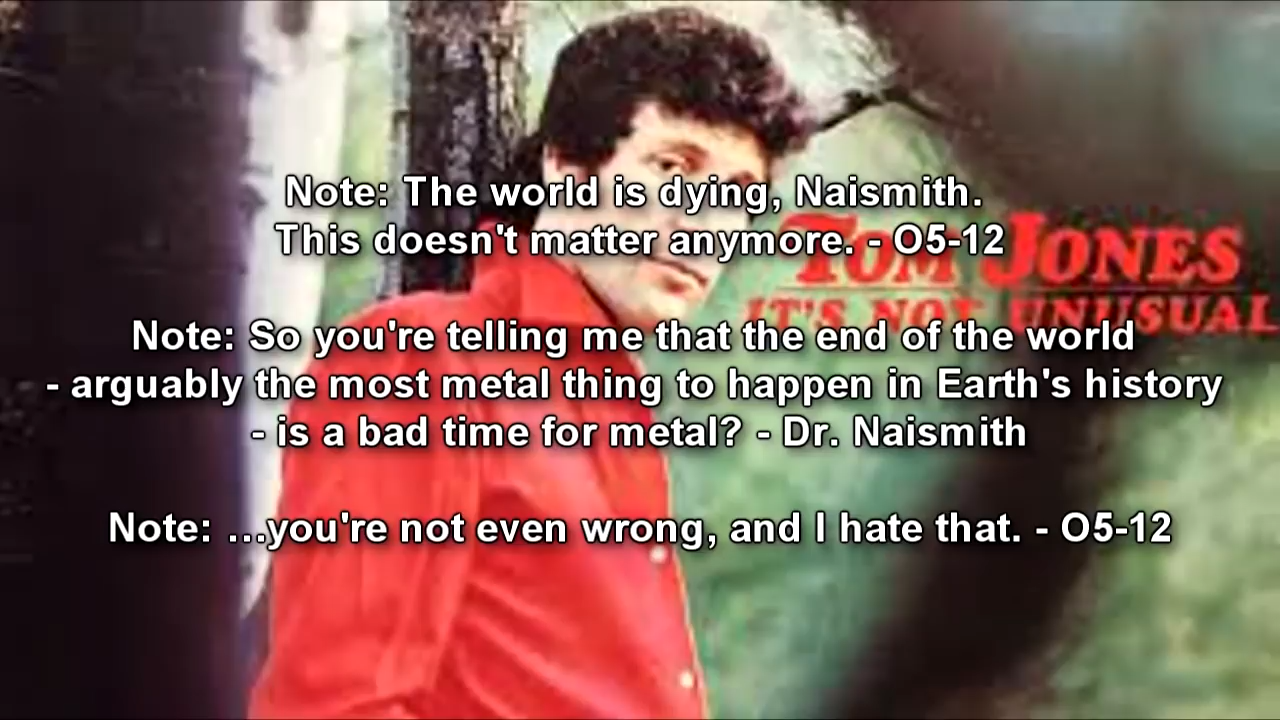 Note: The world is dying, Naismith.
This doesn't matter anymore. - O5-12
TOM JONES
IT'S NOT UNUSUAL
Note: So you're telling me that the end of the world
- arguably the most metal thing to happen in Earth's history
- is a bad time for metal? - Dr. Naismith
Note: ...you're not even wrong, and I hate that. - O5-12